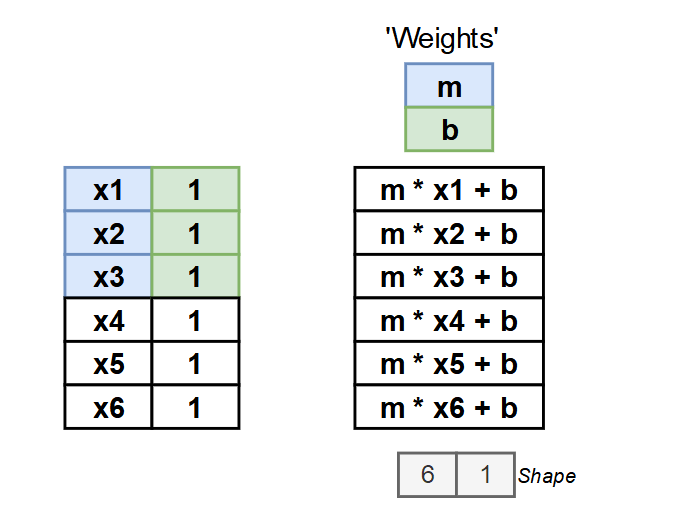 'Weights'
m
b
x1 1 m * x1 + b
x2 1 m * x2 + b
x3 1 m * x3 + b
x4 1 m * x4 + b
x5 1 m * x5 + b
x6 1 m * x6 + b
6 1 Shape